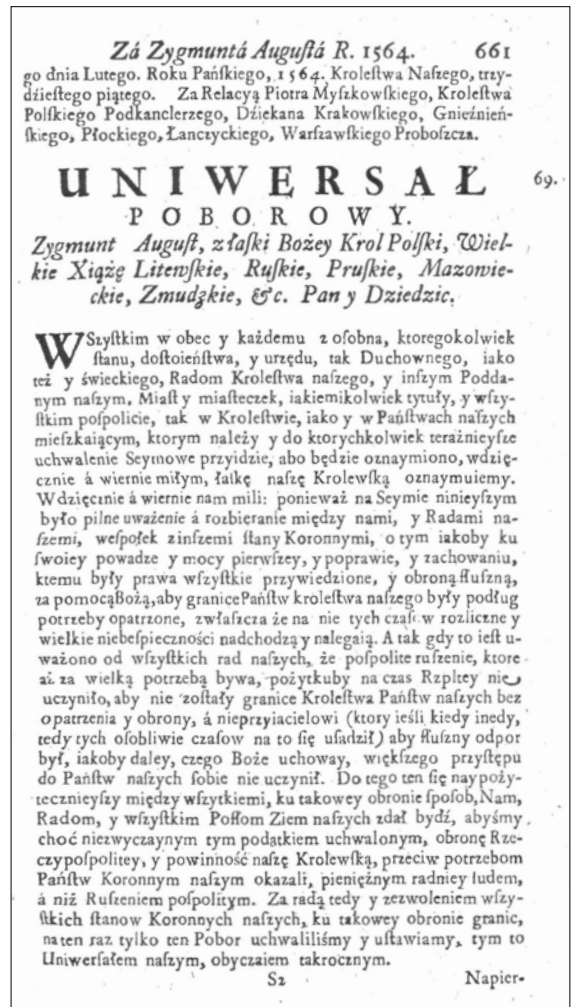 Zá Zygmuntá Auguſtá R. 1564. 661
go dnia Lutego. Roku Pańſkiego, 1564. Kroleſtwa Naſzego, trzy-
dźieſtego piątego. Za Relacyą Piotra Myſzkowſkiego, Kroleſtwa
Polſkiego Podkanclerzego, Dźiekana Krakowſkiego, Gnieźnień-
ſkiego, Płockiego, Łanczyckiego, Warſzawſkiego Proboſzcza.
UNIWERSAŁ 69.
POBOROWY.
Zygmunt Auguſt, z łaſki Bożey Krol Polſki, Wiel-
kie Xiążę Litewſkie, Ruſkie, Pruſkie, Mazowie-
ckie, Zmudzkie, &c. Pan y Dziedzic.
WSzyſtkim w obec y każdemu z oſobna, ktoregokolwiek
ſtanu, doſtoieńſtwa, y urzędu, tak Duchownego, iako
też y świeckiego, Radom Kroleſtwa naſzego, y inſzym Podda-
nym naſzym, Miaſt y miaſteczek, iakiemikolwiek tytuły, y wſzy-
ſtkim poſpolicie, tak w Kroleſtwie, iako y w Pańſtwach naſzych
mieſzkaiącym, ktorym należy y do ktorychkolwiek teraźnieyſze
uchwalenie Seymowe przyidzie, abo będzie oznaymiono, wdzię-
cznie á wiernie miłym, łaſkę naſzę Krolewſką oznaymuiemy.
Wdzięcznie á wiernie nam mili: ponieważ na Seymie ninieyſzym
było pilne uważenie á rozbieranie między nami, y Radami na-
ſzemi, weſpołek zinſzemi ſtany Koronnymi, o tym iakoby ku
ſwoiey powadze y mocy pierwſzey, y poprawie, y zachowaniu,
ktemu były prawa wſzyſtkie przywiedzione, y obroną ſłuſzną,
za pomocą Bożą, aby granice Pańſtw kroleſtwa naſzego były podług
potrzeby opatrzone, zwłaſzcza że na nie tych czaſow rozliczne y
wielkie niebeſpieczności nadchodzą y nalegaią. A tak gdy to ieſt u-
ważono od wſzyſtkich rad naſzych, że poſpolite ruſzenie, ktore
aż za wielką potrzebą bywa, pożytkuby na czas Rzpltey nie
uczyniło, aby nie zoſtały granice Kroleſtwa Pańſtw naſzych bez
opatrzenia y obrony, á nieprzyiacielowi (ktory ieśli kiedy inedy,
tedy tych oſobliwie czaſow na to ſię uſadził) aby ſłuſzny odpor
był, iakoby daley, czego Boże uchoway, więkſzego przyſtępu
do Pańſtw naſzych ſobie nie uczynił. Do tego ten ſię naypoży-
tecznieyſzy między wſzytkiemi, ku takowey obronie ſpoſob, Nam,
Radom, y wſzyſtkim Poſłom Ziem naſzych zdał bydź, abyſmy
choć niezwyczaynym tym podatkiem uchwalonym, obronę Rze-
czypoſpolitey, y powinność naſzę Krolewſką, przeciw potrzebom
Pańſtw Koronnym naſzym okazali, pieniężnym radniey ludem,
á niż Ruſzeniem poſpolitym. Za radą tedy y zezwoleniem wſzy-
ſtkich ſtanow Koronnych naſzych, ku takowey obronie granic,
na ten raz tylko ten Pobor uchwaliliśmy y uſtawiamy, tym to
Uniwerſałem naſzym, obyczaiem takrocznym.
S2 Napier-